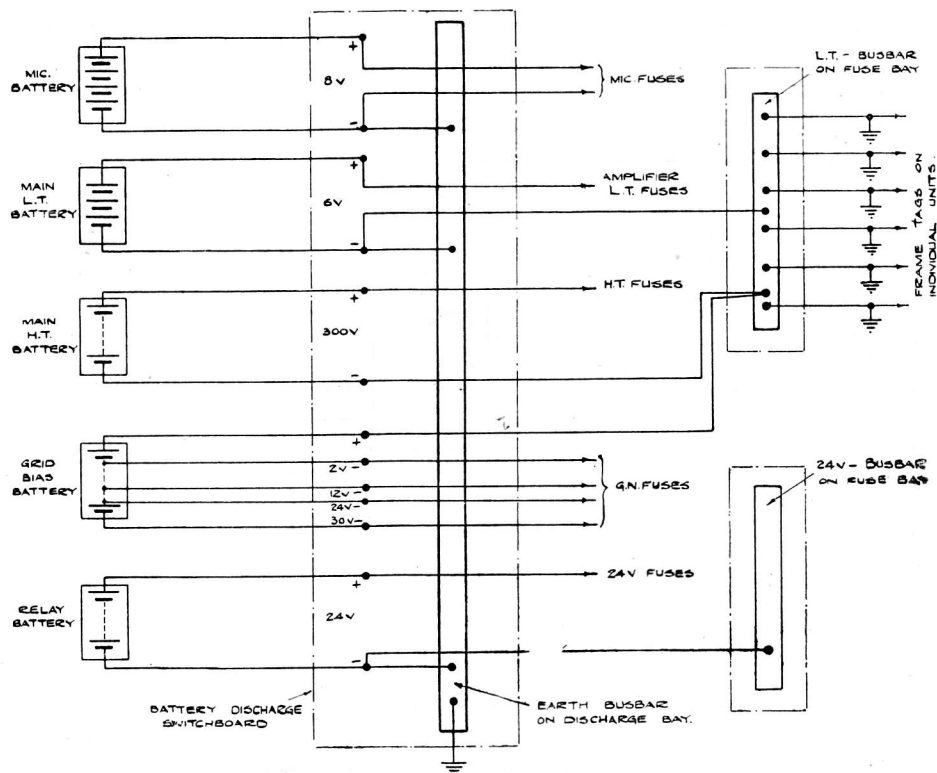 MIC.
BATTERY
+
8V
-
MIC. FUSES
L.T. - BUSBAR
ON FUSE BAY
MAIN
L.T.
BATTERY
+
6V
-
AMPLIFIER
L.T. FUSES
FRAME TAGS ON
INDIVIDUAL UNITS.
MAIN
H.T.
BATTERY
+
300V
-
H.T. FUSES
GRID
BIAS
BATTERY
+
2V-
12V-
24V-
30V-
G.N. FUSES
24V - BUSBAR
ON FUSE BAY
RELAY
BATTERY
+
24V
-
24V FUSES
BATTERY DISCHARGE
SWITCHBOARD
EARTH BUSBAR
ON DISCHARGE BAY.